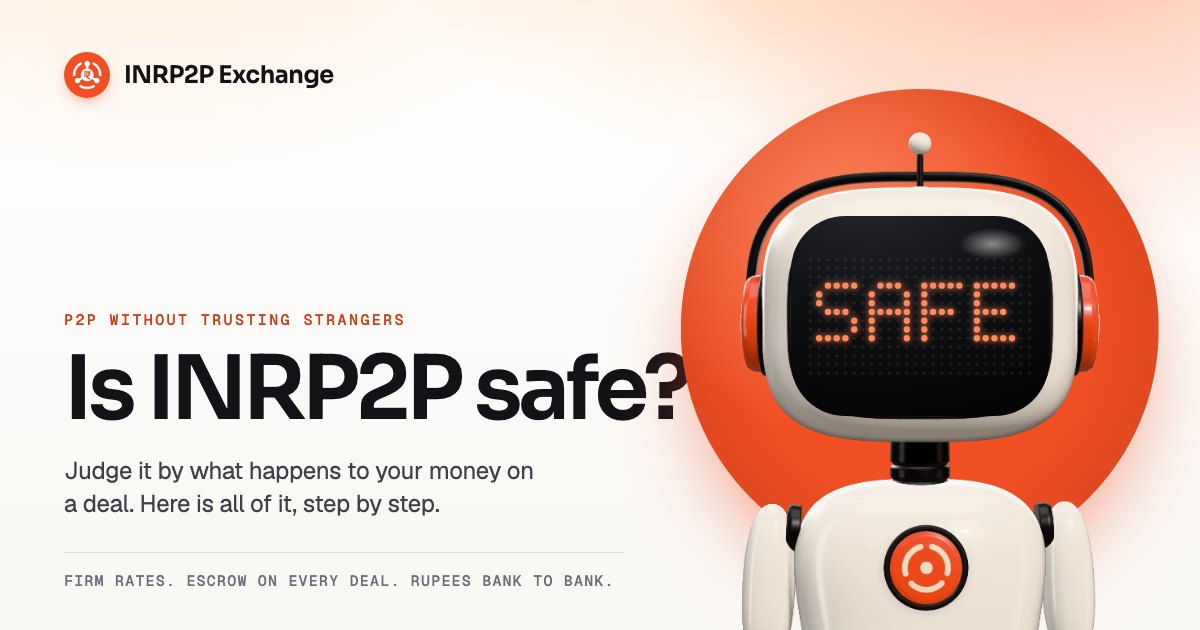 INRP2P Exchange
P2P WITHOUT TRUSTING STRANGERS
Is INRP2P safe?
Judge it by what happens to your money on
a deal. Here is all of it, step by step.
FIRM RATES. ESCROW ON EVERY DEAL. RUPEES BANK TO BANK.
SAFE